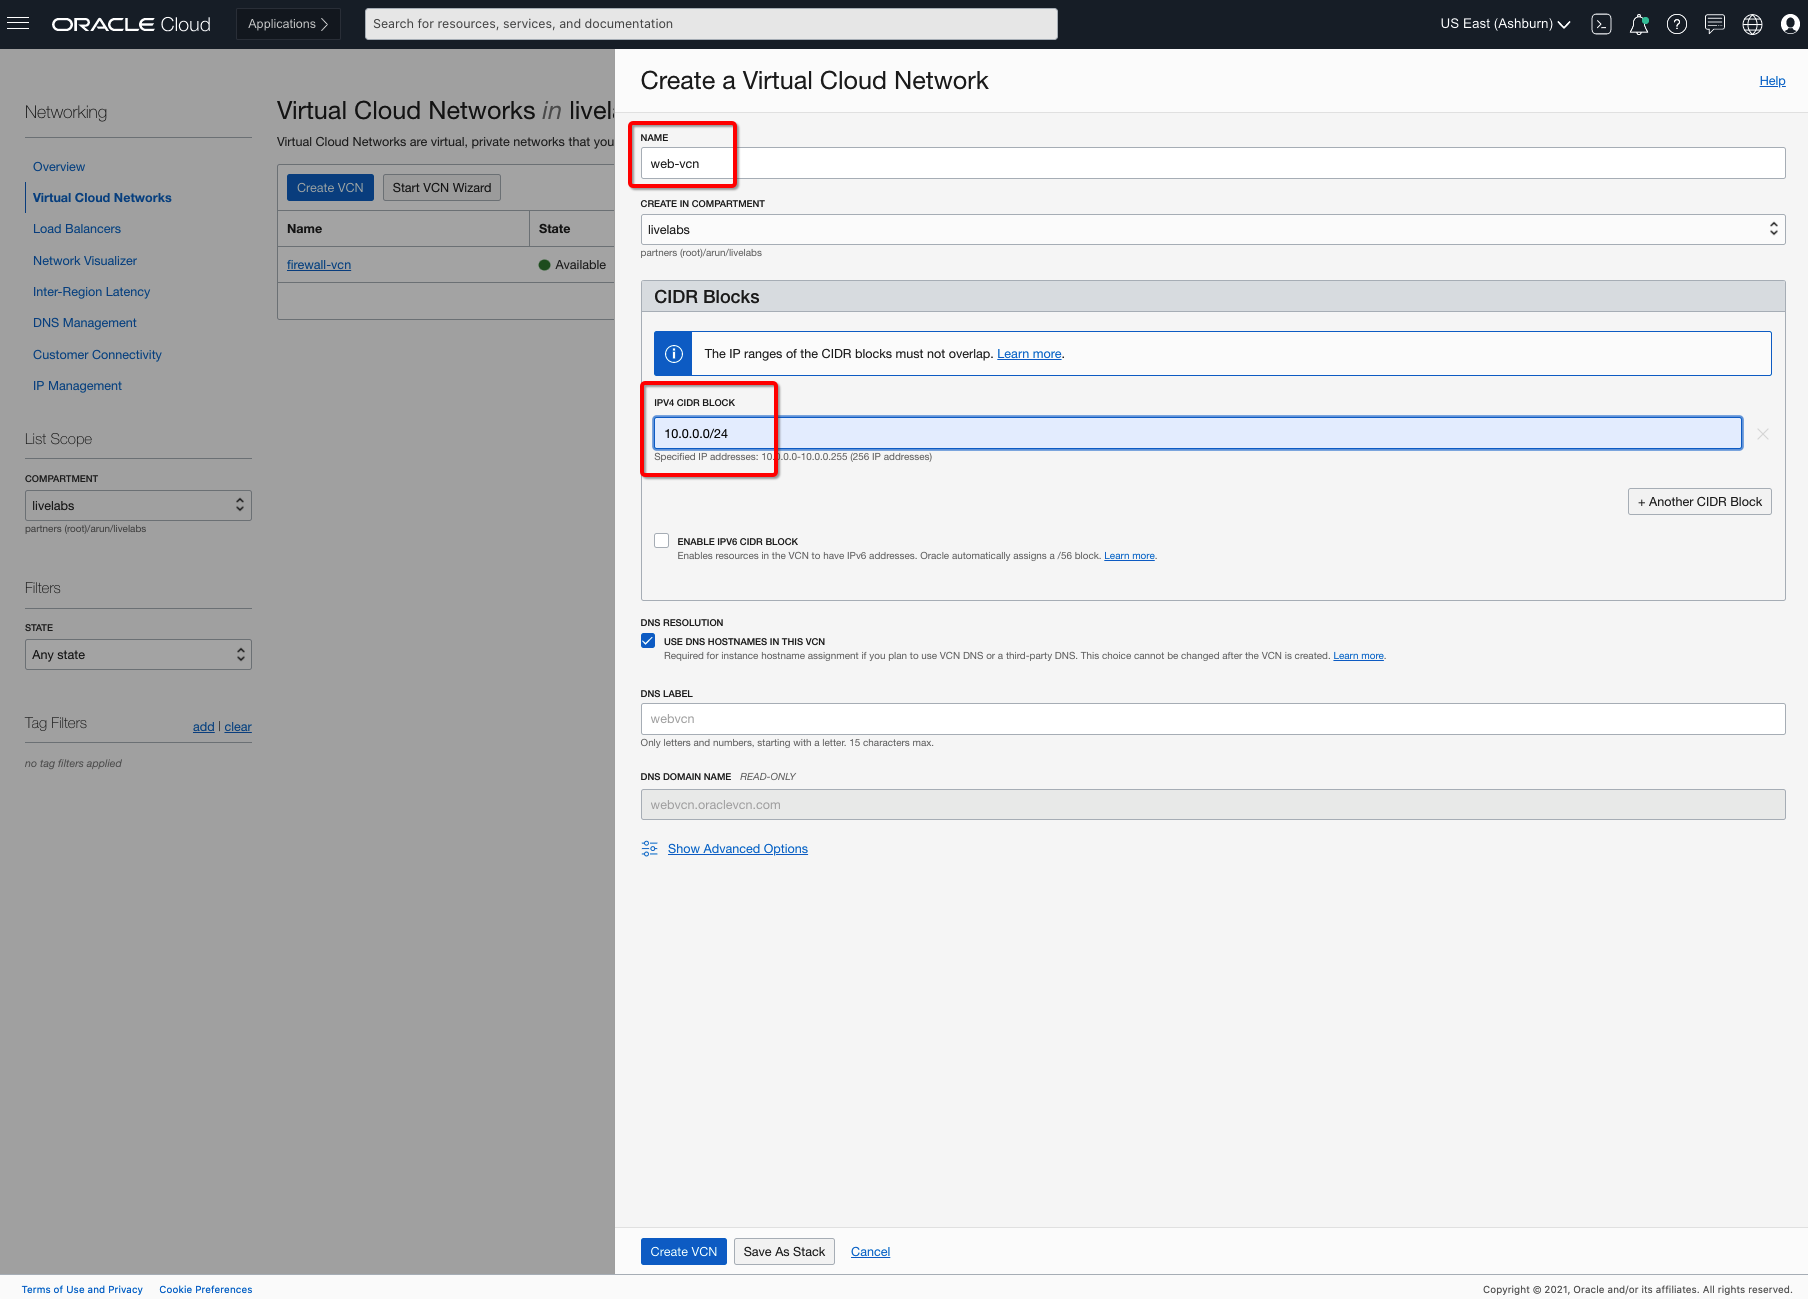 ORACLE Cloud
Applications
Search for resources, services, and documentation
US East (Ashburn)
Networking
Overview
Virtual Cloud Networks
Load Balancers
Network Visualizer
Inter-Region Latency
DNS Management
Customer Connectivity
IP Management
List Scope
COMPARTMENT
livelabs
partners (root)/arun/livelabs
Filters
STATE
Any state
Tag Filters add | clear
no tag filters applied
Virtual Cloud Networks in livela
Virtual Cloud Networks are virtual, private networks that you
Create VCN Start VCN Wizard
Name State
firewall-vcn Available
Create a Virtual Cloud Network
Help
NAME
web-vcn
CREATE IN COMPARTMENT
livelabs
partners (root)/arun/livelabs
CIDR Blocks
The IP ranges of the CIDR blocks must not overlap. Learn more.
IPV4 CIDR BLOCK
10.0.0.0/24
Specified IP addresses: 10.0.0.0-10.0.0.255 (256 IP addresses)
+ Another CIDR Block
ENABLE IPV6 CIDR BLOCK
Enables resources in the VCN to have IPv6 addresses. Oracle automatically assigns a /56 block. Learn more.
DNS RESOLUTION
USE DNS HOSTNAMES IN THIS VCN
Required for instance hostname assignment if you plan to use VCN DNS or a third-party DNS. This choice cannot be changed after the VCN is created. Learn more.
DNS LABEL
webvcn
Only letters and numbers, starting with a letter. 15 characters max.
DNS DOMAIN NAME READ-ONLY
webvcn.oraclevcn.com
Show Advanced Options
Create VCN Save As Stack Cancel
Terms of Use and Privacy Cookie Preferences
Copyright © 2021, Oracle and/or its affiliates. All rights reserved.